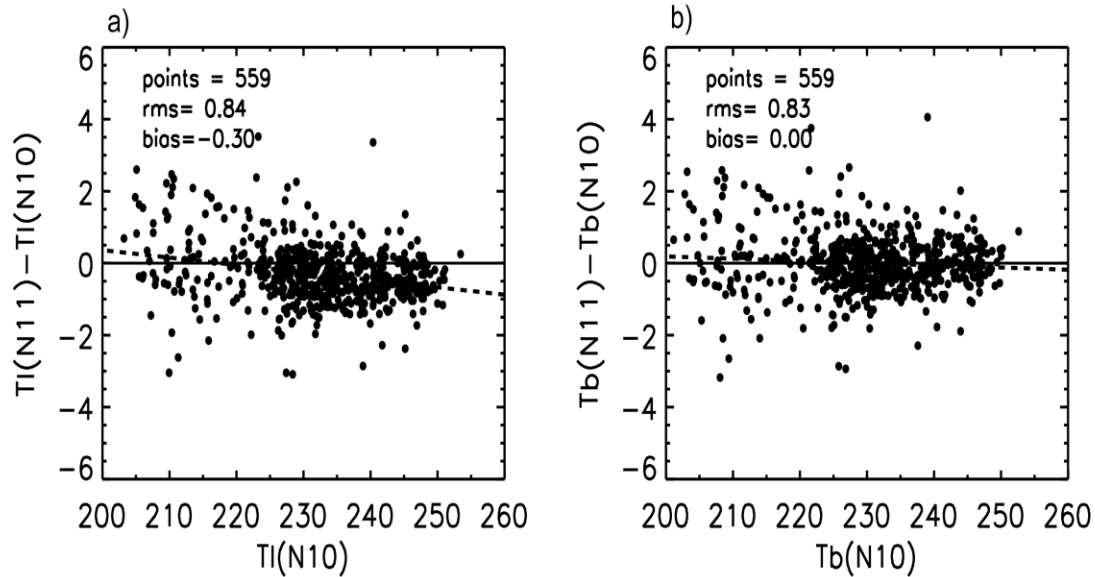 a)
points = 559
rms= 0.84
bias=−0.30
6
4
2
0
−2
−4
−6
200 210 220 230 240 250 260
Tl(N11)−Tl(N10)
Tl(N10)
b)
points = 559
rms= 0.83
bias= 0.00
6
4
2
0
−2
−4
−6
200 210 220 230 240 250 260
Tb(N11)−Tb(N10)
Tb(N10)